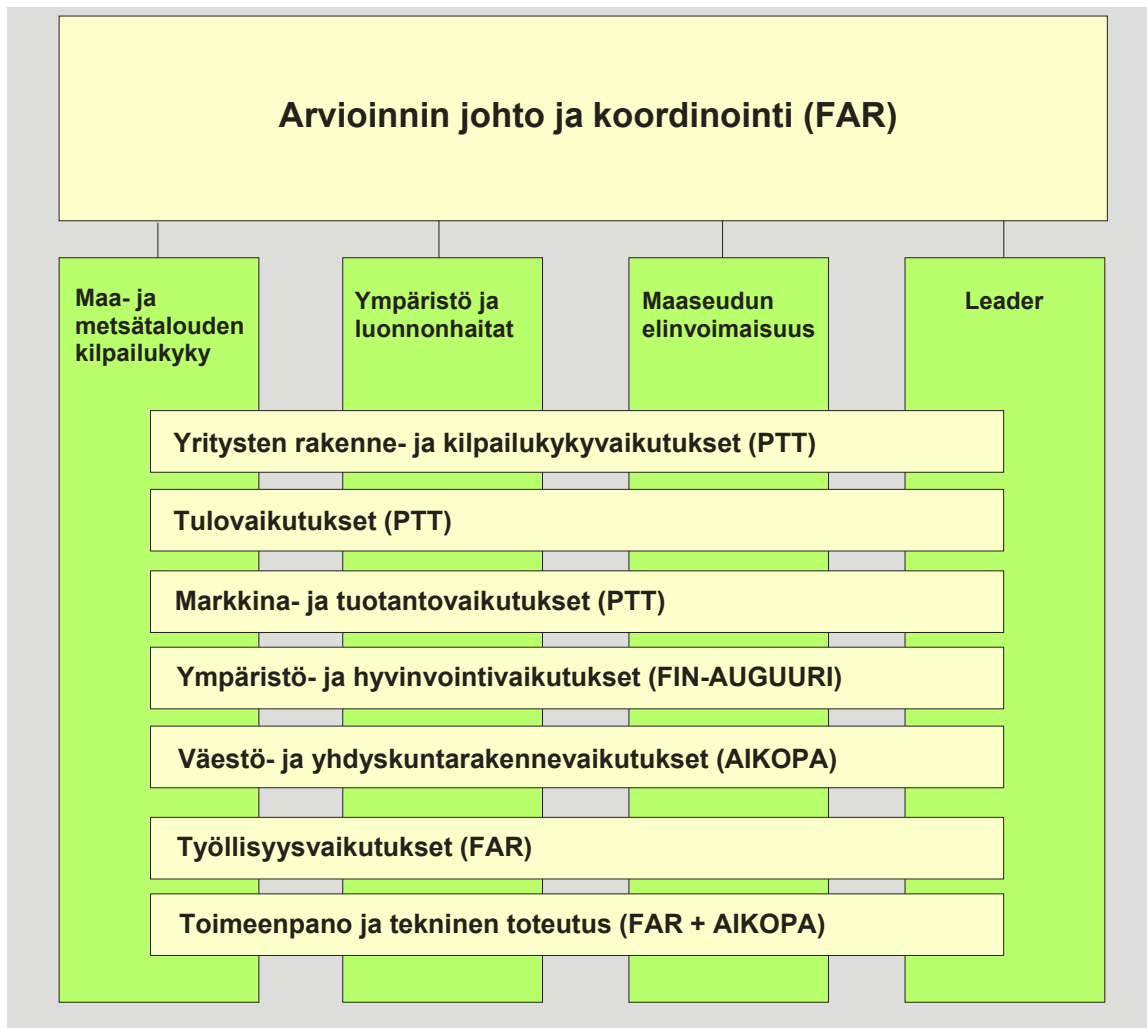 Arvioinnin johto ja koordinointi (FAR)
Maa- ja
metsätalouden
kilpailukyky
Ympäristö ja
luonnonhaitat
Maaseudun
elinvoimaisuus
Leader
Yritysten rakenne- ja kilpailukykyvaikutukset (PTT)
Tulovaikutukset (PTT)
Markkina- ja tuotantovaikutukset (PTT)
Ympäristö- ja hyvinvointivaikutukset (FIN-AUGUURI)
Väestö- ja yhdyskuntarakennevaikutukset (AIKOPA)
Työllisyysvaikutukset (FAR)
Toimeenpano ja tekninen toteutus (FAR + AIKOPA)